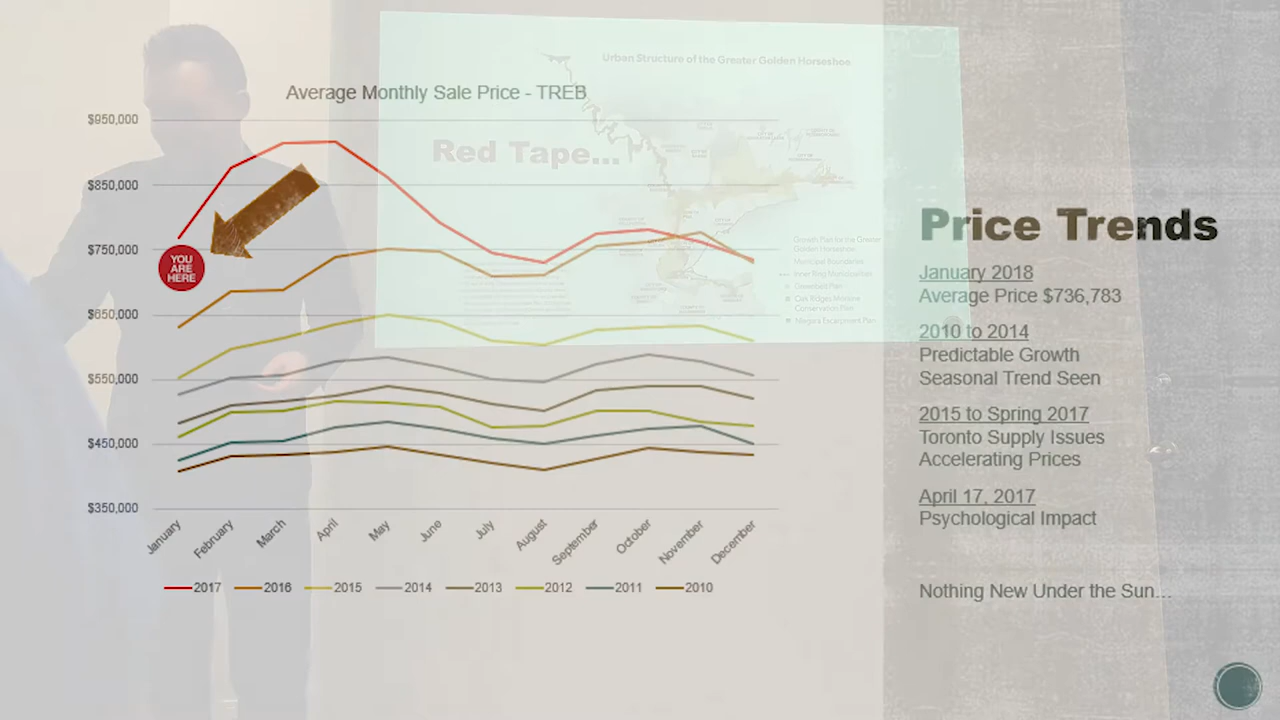 Urban Structure of the Greater Golden Horseshoe
Average Monthly Sale Price - TREB
Red Tape...
$950,000
$850,000
$750,000
$650,000
$550,000
$450,000
$350,000
YOU
ARE
HERE
Growth Plan for the Greater
Golden Horseshoe
Municipal Boundaries
Inner Ring Municipalities
Greenbelt Plan
Oak Ridges Moraine
Conservation Plan
Niagara Escarpment Plan
January
February
March
April
May
June
July
August
September
October
November
December
2017
2016
2015
2014
2013
2012
2011
2010
Price Trends
January 2018
Average Price $736,783
2010 to 2014
Predictable Growth
Seasonal Trend Seen
2015 to Spring 2017
Toronto Supply Issues
Accelerating Prices
April 17, 2017
Psychological Impact
Nothing New Under the Sun...